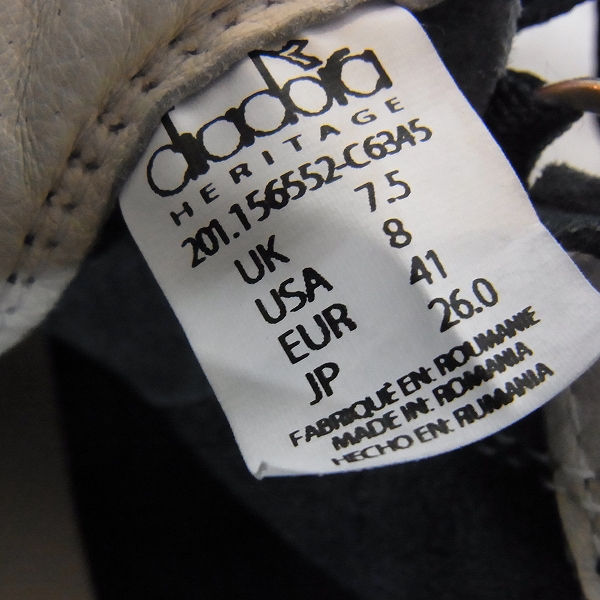 diadora
HERITAGE
201.156552-C6345
UK 7.5
USA 8
EUR 41
JP 26.0
FABRIQUÉ EN: ROUMANIE
MADE IN: ROMANIA
HECHO EN: RUMANIA